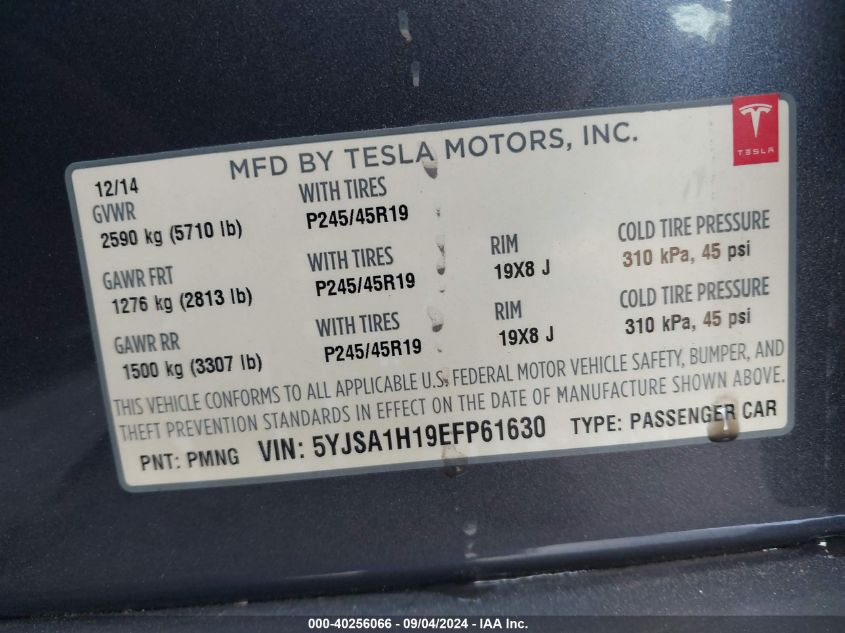 MFD BY TESLA MOTORS, INC.
TESLA
12/14
GVWR WITH TIRES
2590 kg (5710 lb) P245/45R19
GAWR FRT WITH TIRES RIM COLD TIRE PRESSURE
1276 kg (2813 lb) P245/45R19 19X8 J 310 kPa, 45 psi
GAWR RR WITH TIRES RIM COLD TIRE PRESSURE
1500 kg (3307 lb) P245/45R19 19X8 J 310 kPa, 45 psi
THIS VEHICLE CONFORMS TO ALL APPLICABLE U.S. FEDERAL MOTOR VEHICLE SAFETY, BUMPER, AND
THEFT PREVENTION STANDARDS IN EFFECT ON THE DATE OF MANUFACTURE SHOWN ABOVE.
PNT: PMNG VIN: 5YJSA1H19EFP61630 TYPE: PASSENGER CAR
000-40256066 - 09/04/2024 - IAA Inc.